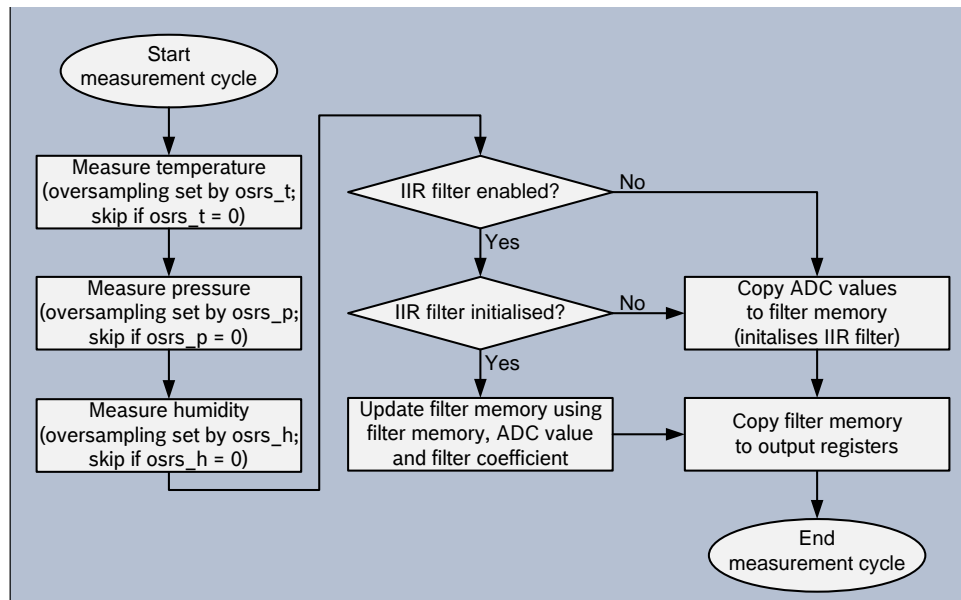 Start
measurement cycle
Measure temperature
(oversampling set by osrs_t;
skip if osrs_t = 0)
Measure pressure
(oversampling set by osrs_p;
skip if osrs_p = 0)
Measure humidity
(oversampling set by osrs_h;
skip if osrs_h = 0)
IIR filter enabled?
No
Yes
IIR filter initialised?
No
Yes
Update filter memory using
filter memory, ADC value
and filter coefficient
Copy ADC values
to filter memory
(initalises IIR filter)
Copy filter memory
to output registers
End
measurement cycle